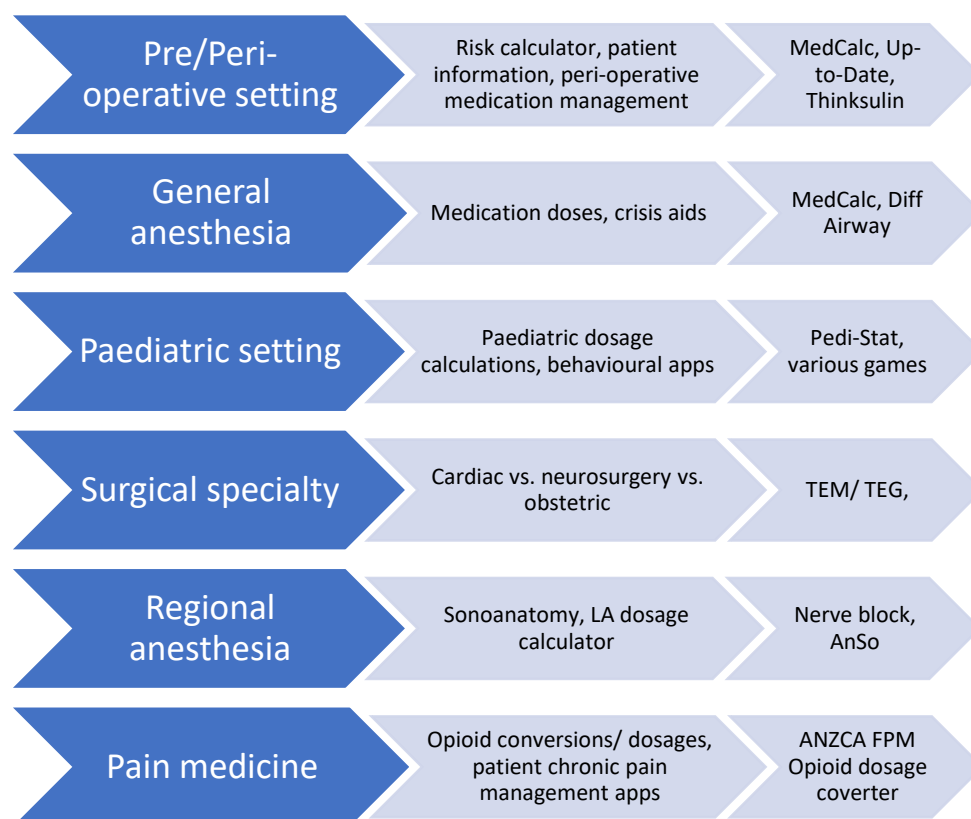 Pre/Peri-
operative setting
Risk calculator, patient
information, peri-operative
medication management
MedCalc, Up-
to-Date,
Thinksulin
General
anesthesia
Medication doses, crisis aids
MedCalc, Diff
Airway
Paediatric setting
Paediatric dosage
calculations, behavioural apps
Pedi-Stat,
various games
Surgical specialty
Cardiac vs. neurosurgery vs.
obstetric
TEM/ TEG,
Regional
anesthesia
Sonoanatomy, LA dosage
calculator
Nerve block,
AnSo
Pain medicine
Opioid conversions/ dosages,
patient chronic pain
management apps
ANZCA FPM
Opioid dosage
coverter